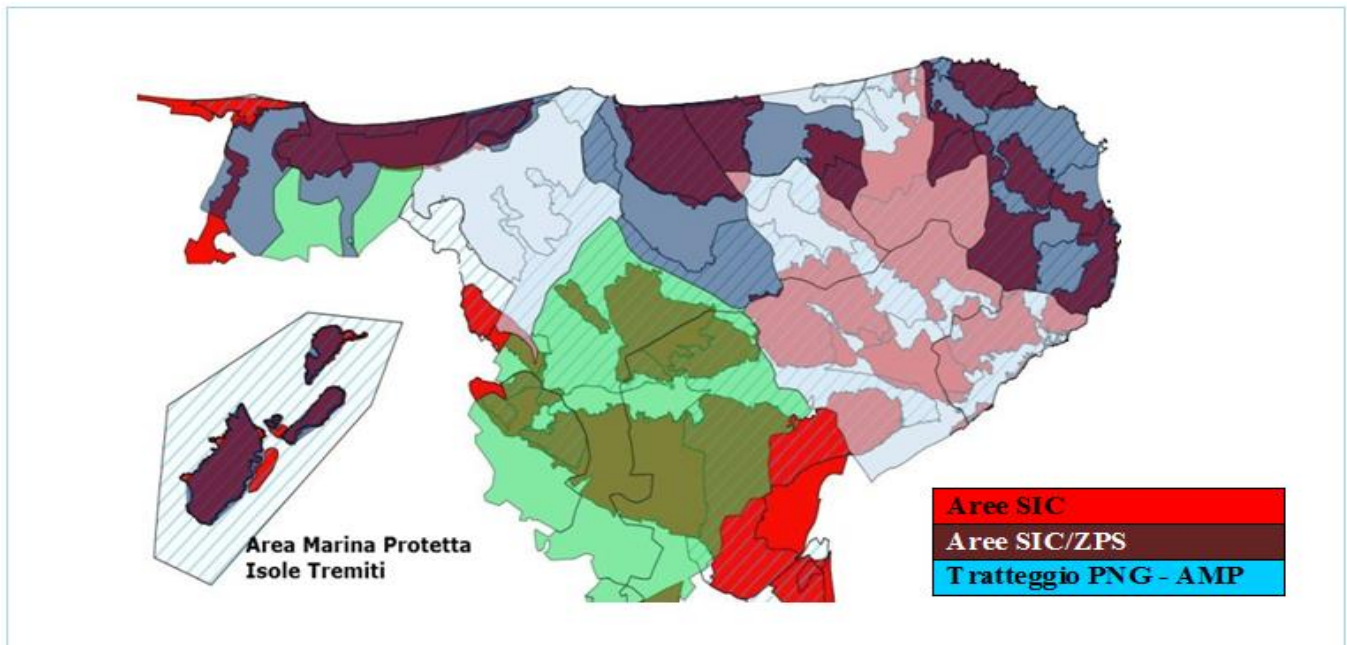 Area Marina Protetta
Isole Tremiti
Aree SIC
Aree SIC/ZPS
Tratteggio PNG - AMP